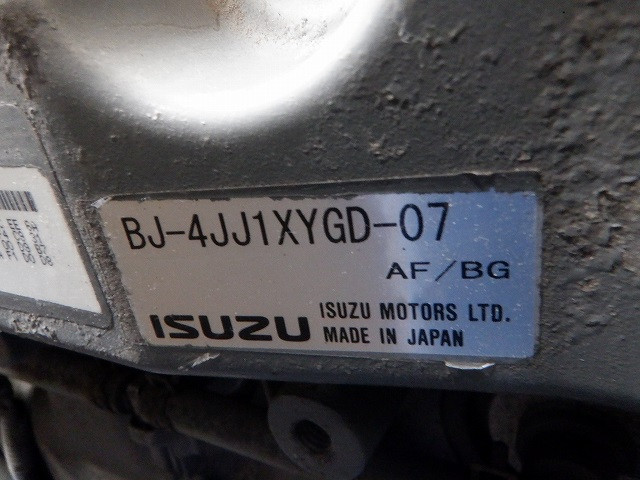 BJ-4JJ1XYGD-07
AF/BG
ISUZU
ISUZU MOTORS LTD.
MADE IN JAPAN